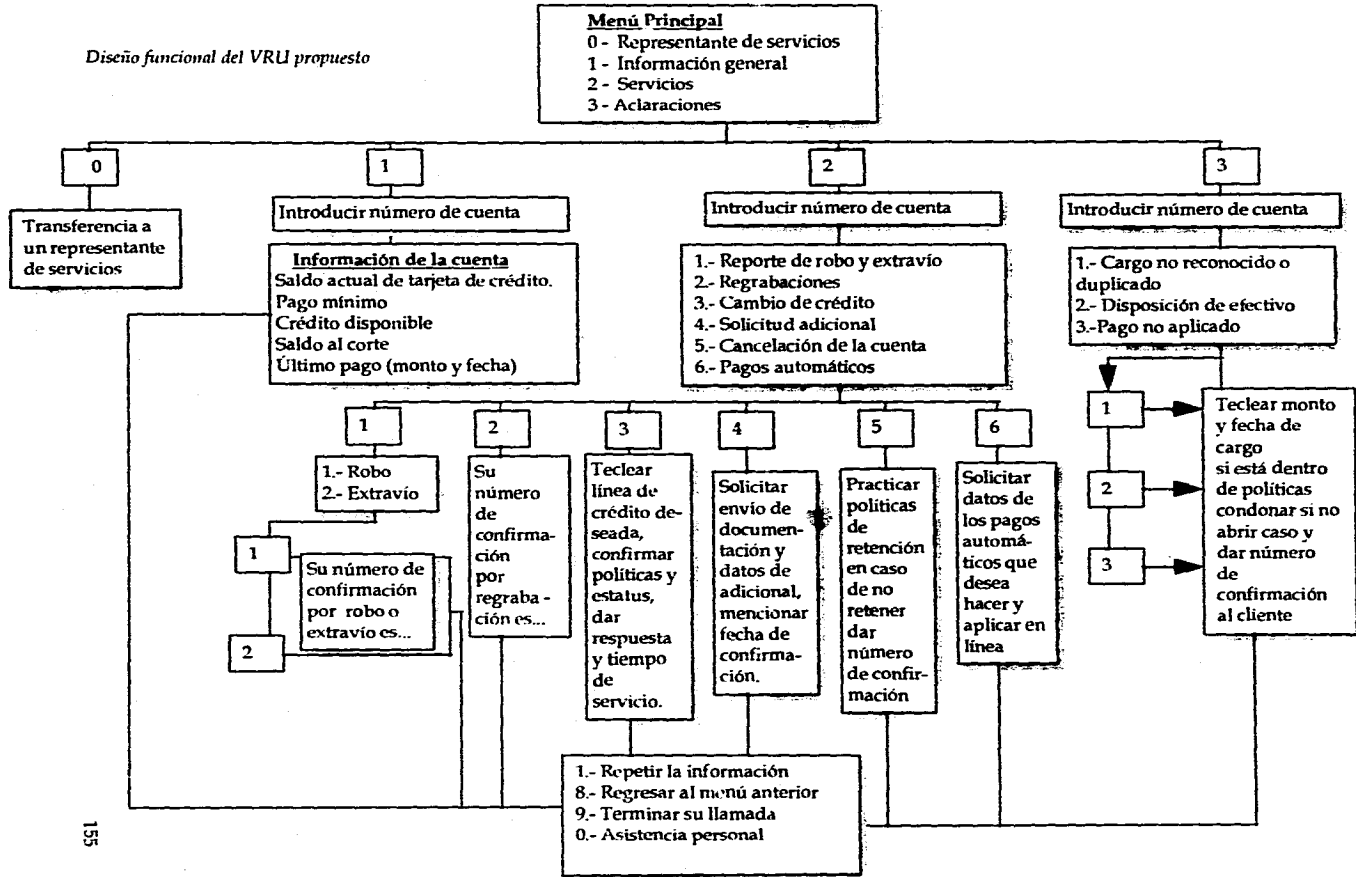 Diseño funcional del VRU propuesto
Menú Principal
0 - Representante de servicios
1 - Información general
2 - Servicios
3 - Aclaraciones
0
1
2
3
Transferencia a
un representante
de servicios
Introducir número de cuenta
Información de la cuenta
Saldo actual de tarjeta de crédito.
Pago mínimo
Crédito disponible
Saldo al corte
Último pago (monto y fecha)
Introducir número de cuenta
1.- Reporte de robo y extravío
2.- Regrabaciones
3.- Cambio de crédito
4.- Solicitud adicional
5.- Cancelación de la cuenta
6.- Pagos automáticos
Introducir número de cuenta
1.- Cargo no reconocido o
duplicado
2.- Disposición de efectivo
3.-Pago no aplicado
1
2
3
4
5
6
1.- Robo
2.- Extravío
1
2
Su número de
confirmación
por robo o
extravío es...
Su
número
de
confirma-
ción
por
regraba -
ción es...
Teclear
línea de
crédito de-
seada,
confirmar
políticas y
estatus,
dar
respuesta
y tiempo
de
servicio.
Solicitar
envío de
documen-
tación y
datos de
adicional,
mencionar
fecha de
confirma-
ción.
Practicar
políticas
de
retención
en caso
de no
retener
dar
número
de confir-
mación
Solicitar
datos de
los pagos
automá-
ticos que
desea
hacer y
aplicar en
línea
1
2
3
Teclear monto
y fecha de
cargo
si está dentro
de políticas
condonar si no
abrir caso y
dar número
de
confirmación
al cliente
1.- Repetir la información
8.- Regresar al menú anterior
9.- Terminar su llamada
0.- Asistencia personal
155